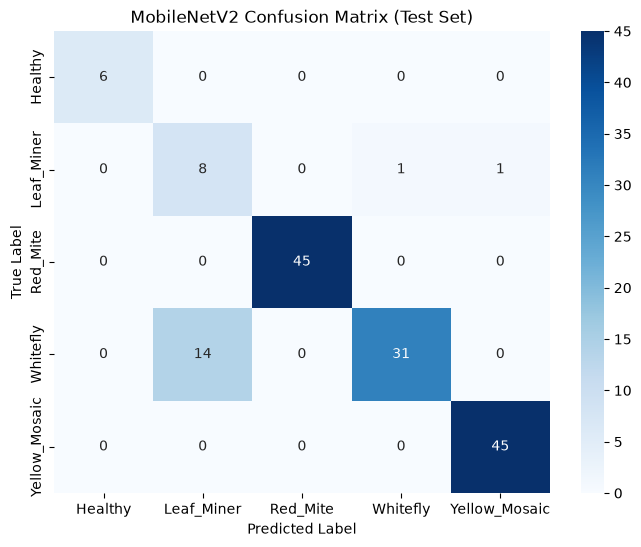 MobileNetV2 Confusion Matrix (Test Set)
Healthy 6 0 0 0 0
Leaf_Miner 0 8 0 1 1
Red_Mite 0 0 45 0 0
Whitefly 0 14 0 31 0
Yellow_Mosaic 0 0 0 0 45
True Label
Healthy Leaf_Miner Red_Mite Whitefly Yellow_Mosaic
Predicted Label
45
40
35
30
25
20
15
10
5
0